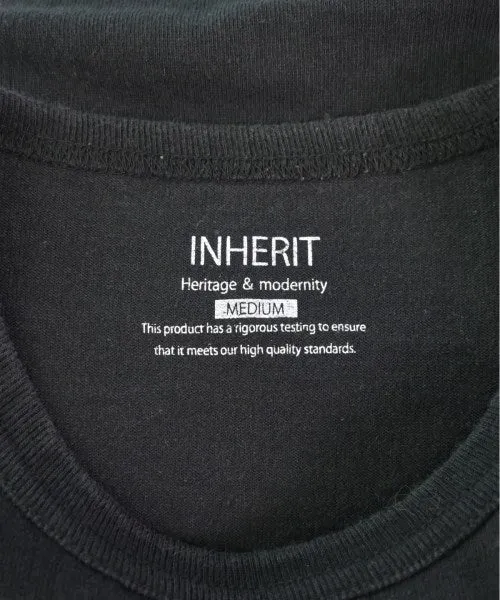 INHERIT
Heritage & modernity
MEDIUM
This product has a rigorous testing to ensure
that it meets our high quality standards.